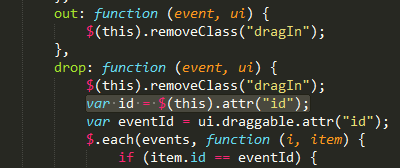 out: function (event, ui) {
$(this).removeClass("dragIn");
},
drop: function (event, ui) {
$(this).removeClass("dragIn");
var id = $(this).attr("id");
var eventId = ui.draggable.attr("id");
$.each(events, function (i, item) {
if (item.id == eventId) {